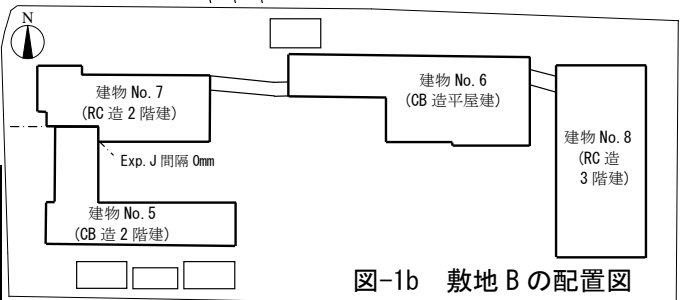 N
建物 No. 7
(RC 造 2 階建)
建物 No. 6
(CB 造平屋建)
建物 No. 8
(RC 造
3 階建)
Exp. J 間隔 0mm
建物 No. 5
(CB 造 2 階建)
図-1b 敷地 B の配置図